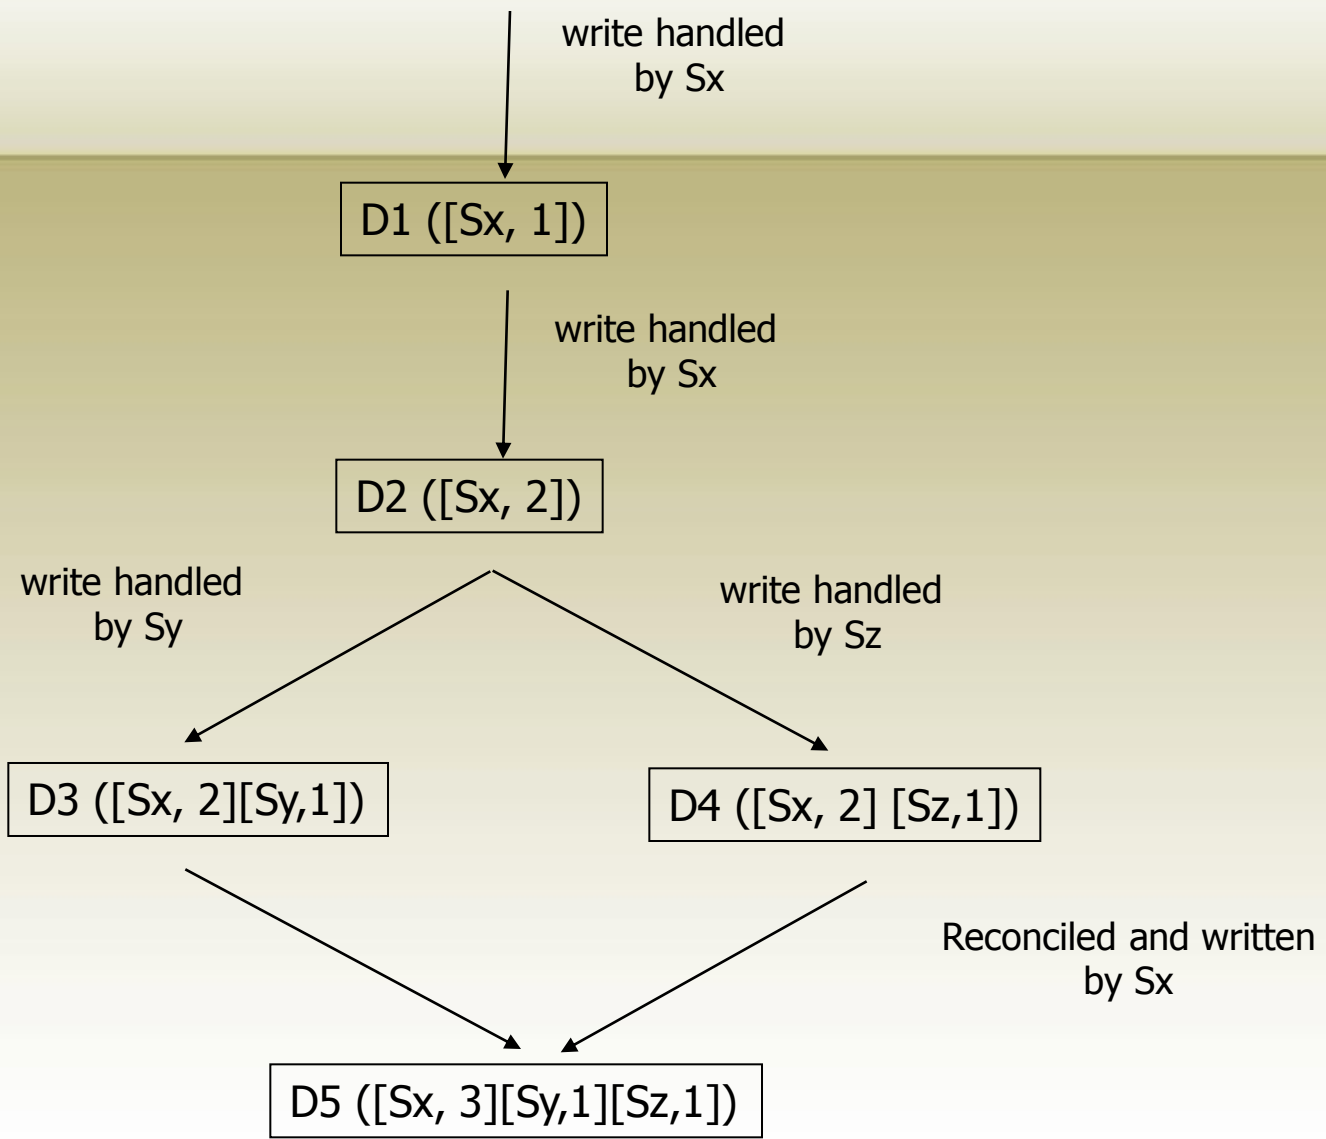 write handled
by Sx
D1 ([Sx, 1])
write handled
by Sx
D2 ([Sx, 2])
write handled
by Sy
write handled
by Sz
D3 ([Sx, 2][Sy,1])
D4 ([Sx, 2] [Sz,1])
Reconciled and written
by Sx
D5 ([Sx, 3][Sy,1][Sz,1])